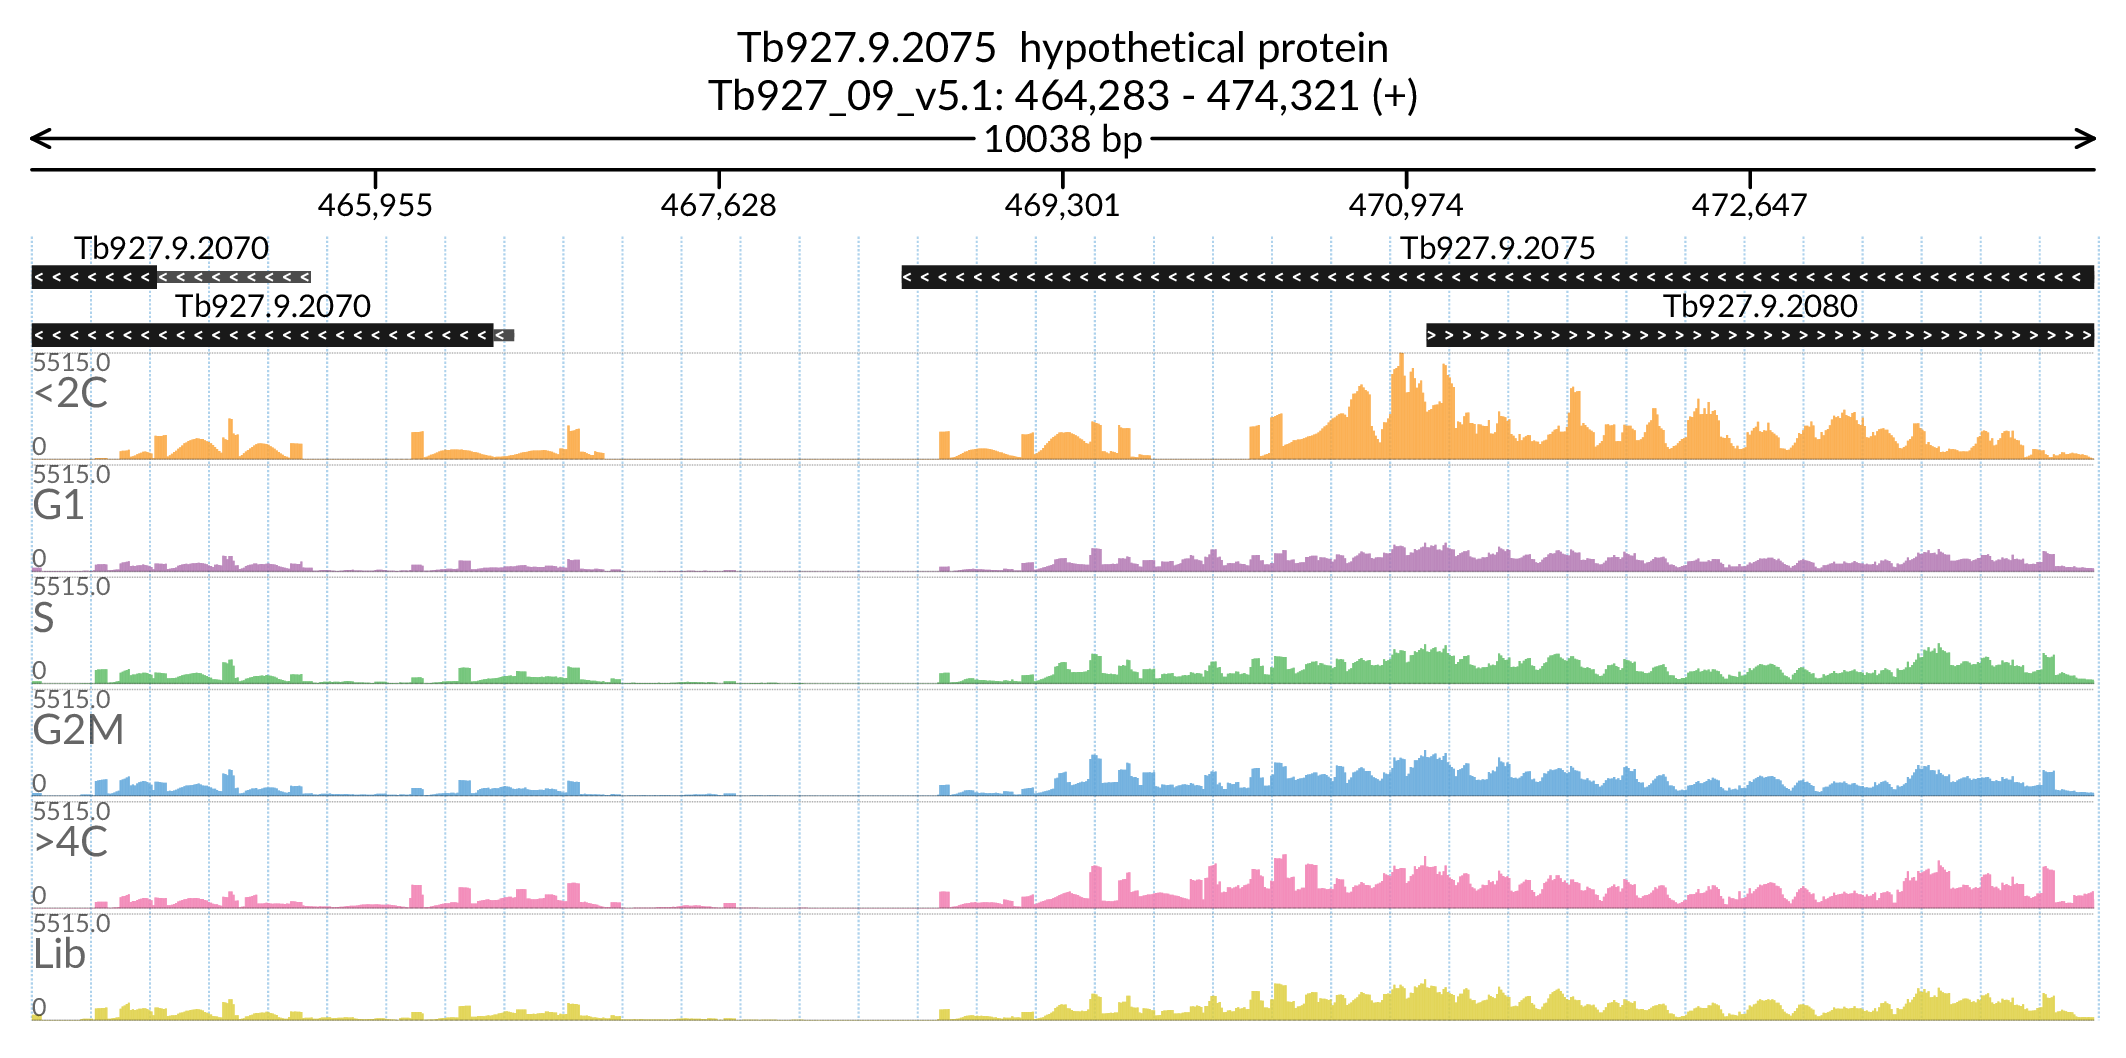 Tb927.9.2075  hypothetical protein
Tb927_09_v5.1: 464,283 - 474,321 (+)
10038 bp
465,955 467,628 469,301 470,974 472,647
Tb927.9.2070 Tb927.9.2075
Tb927.9.2070 Tb927.9.2080
5515.0
<2C
0
5515.0
G1
0
5515.0
S
0
5515.0
G2M
0
5515.0
>4C
0
5515.0
Lib
0